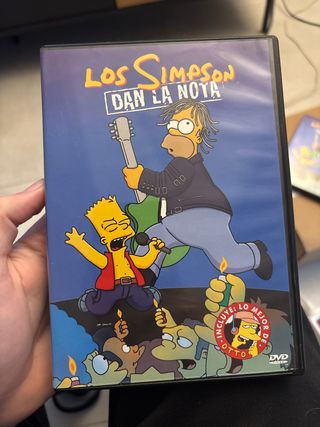 LOS SIMPSON
DAN LA NOTA
INCLUYE: LO MEJOR DE
OTTO
DVD